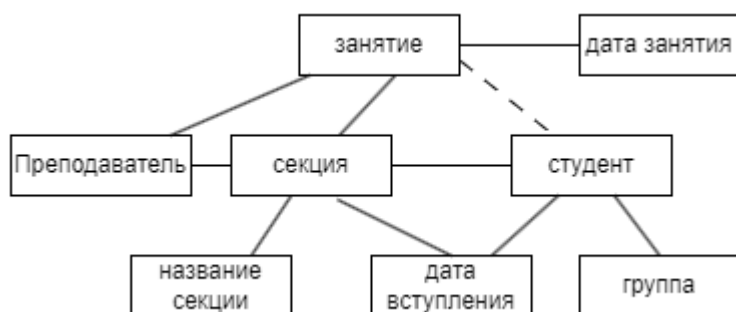 занятие
дата занятия
Преподаватель
секция
студент
название
секции
дата
вступления
группа